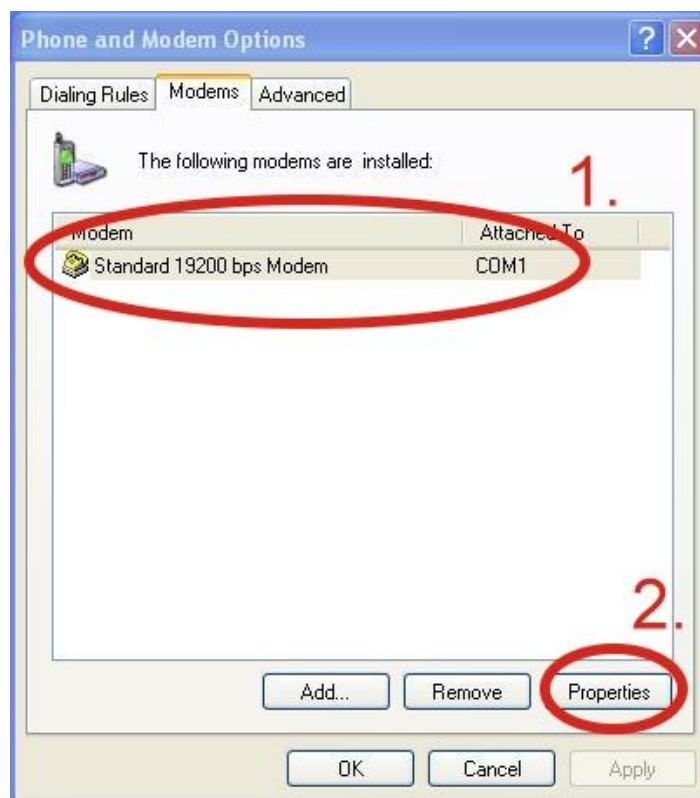 Phone and Modem Options
?
X
Dialing Rules Modems Advanced
The following modems are installed:
1.
Modem Attached To
Standard 19200 bps Modem COM1
2.
Add... Remove Properties
OK Cancel Apply